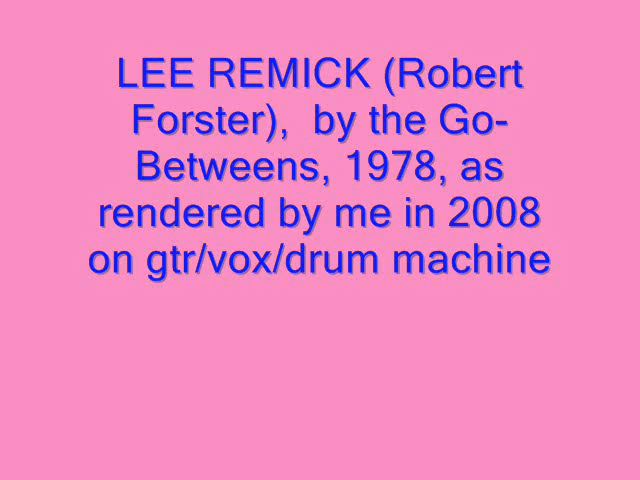 LEE REMICK (Robert
Forster),  by the Go-
Betweens, 1978, as
rendered by me in 2008
on gtr/vox/drum machine